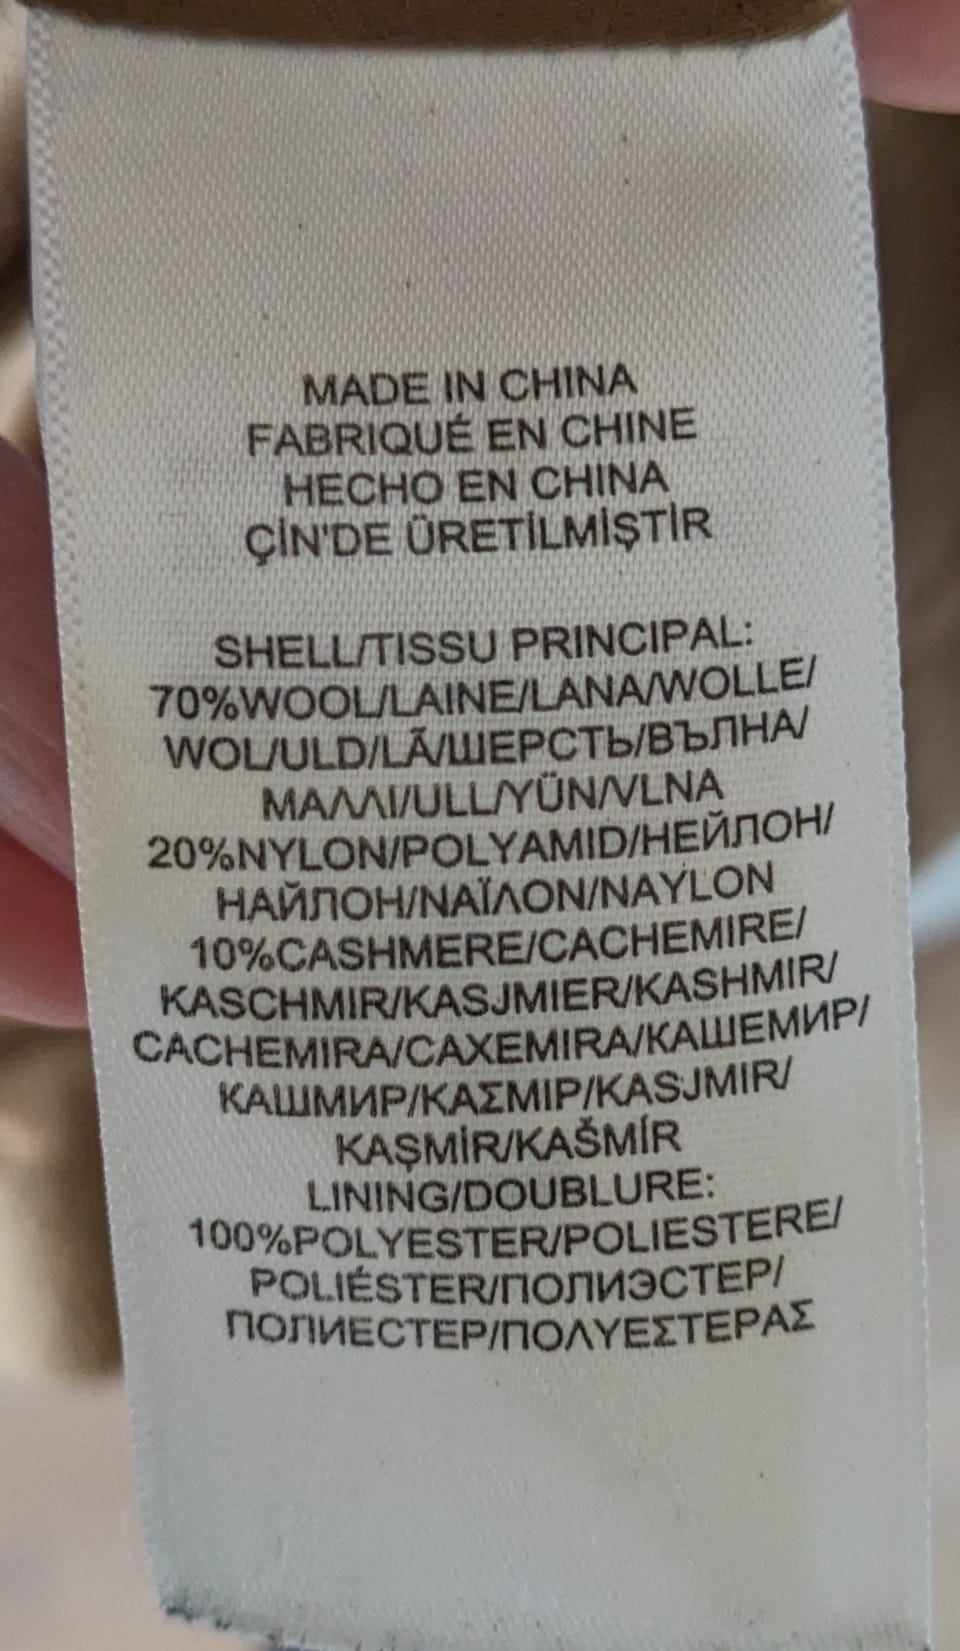 MADE IN CHINA
FABRIQUÉ EN CHINE
HECHO EN CHINA
ÇİN'DE ÜRETİLMİŞTİR
SHELL/TISSU PRINCIPAL:
70%WOOL/LAINE/LANA/WOLLE/
WOL/ULD/LÃ/ШЕРСТЬ/ВЪЛНА/
ΜΑΛΛΙ/ULL/YÜN/VLNA
20%NYLON/POLYAMID/НЕЙЛОН/
НАЙЛОН/ΝΑΪΛΟΝ/NAYLON
10%CASHMERE/CACHEMIRE/
KASCHMIR/KASJMIER/KASHMIR/
CACHEMIRA/CAXEMIRA/КАШЕМИР/
КАШМИР/ΚΑΣΜΙΡ/KASJMIR/
KAŞMİR/KAŠMÍR
LINING/DOUBLURE:
100%POLYESTER/POLIESTERE/
POLIÉSTER/ПОЛИЭСТЕР/
ПОЛИЕСТЕР/ΠΟΛΥΕΣΤΕΡΑΣ